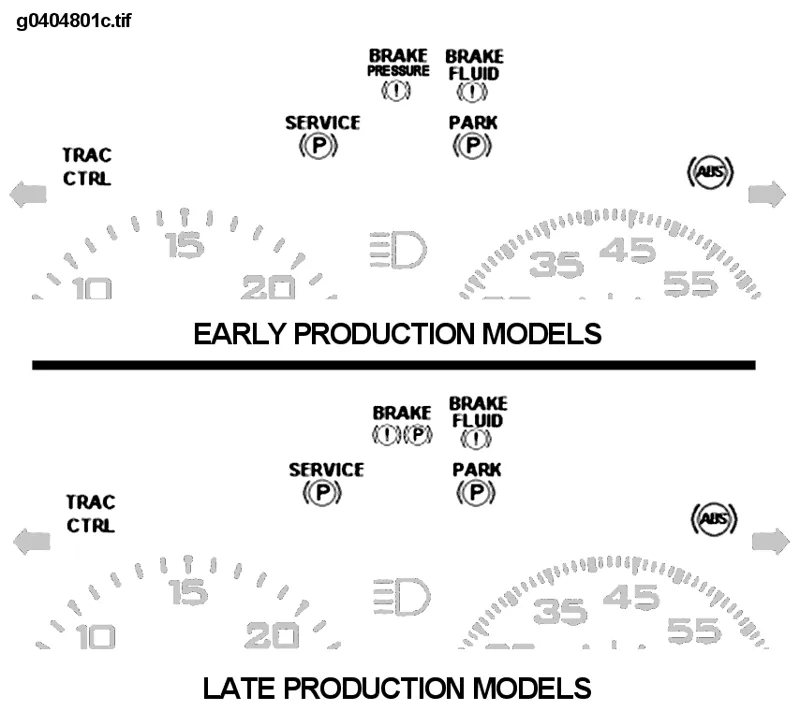 g0404801c.tif
BRAKE BRAKE
PRESSURE FLUID
(!) (!)
SERVICE PARK
(P) (P)
TRAC
CTRL
(ABS)
10 15 20 35 45 55
EARLY PRODUCTION MODELS
BRAKE BRAKE
FLUID
(!) (P) (!)
SERVICE PARK
(P) (P)
TRAC
CTRL
(ABS)
10 15 20 35 45 55
LATE PRODUCTION MODELS